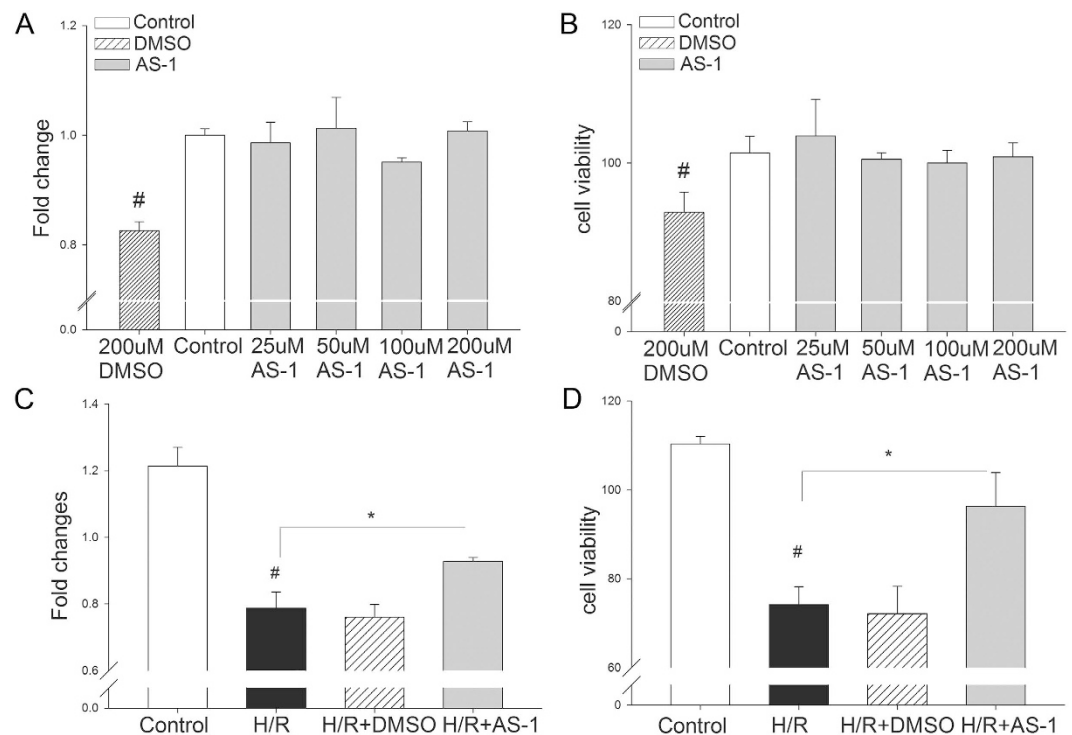 A
Control
DMSO
AS-1
Fold change
1.2
1.0
0.8
0.0
#
200uM Control 25uM 50uM 100uM 200uM
DMSO AS-1 AS-1 AS-1 AS-1
B
Control
DMSO
AS-1
cell viability
120
100
80
0
#
200uM Control 25uM 50uM 100uM 200uM
DMSO AS-1 AS-1 AS-1 AS-1
C
Fold changes
1.4
1.2
1.0
0.8
0.6
0.0
*
#
Control H/R H/R+DMSO H/R+AS-1
D
cell viability
120
100
80
60
0
*
#
Control H/R H/R+DMSO H/R+AS-1